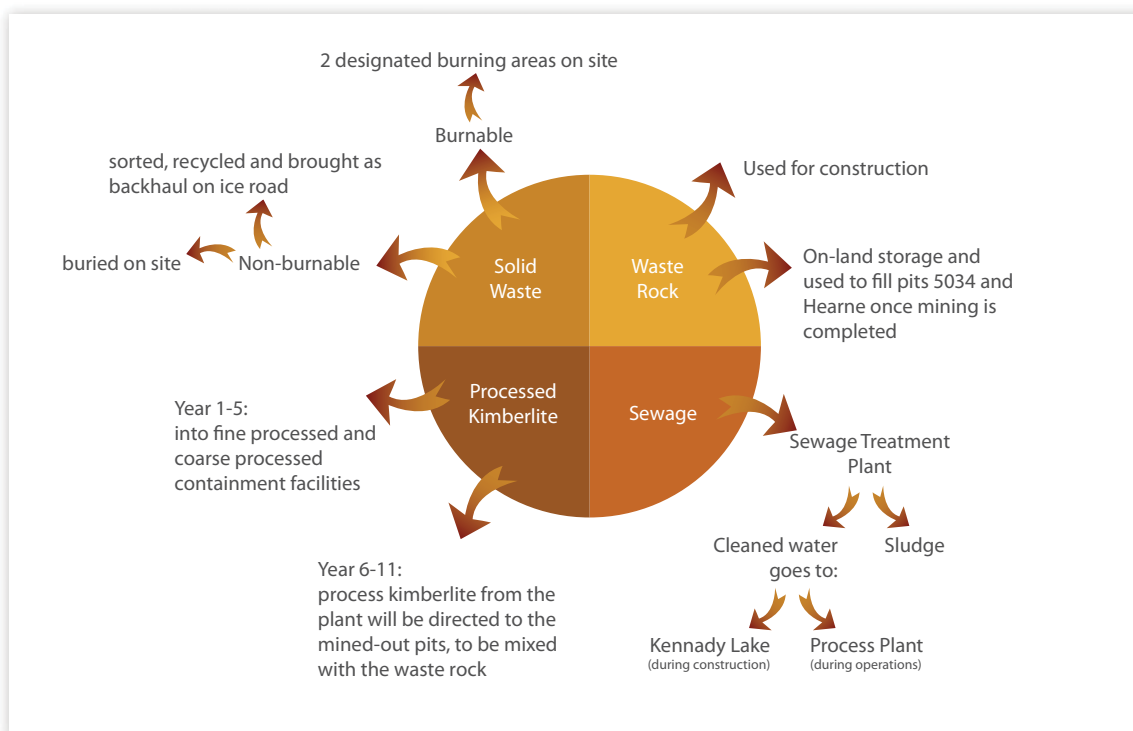 2 designated burning areas on site
Burnable
sorted, recycled and brought as
backhaul on ice road
buried on site
Non-burnable
Solid
Waste
Waste
Rock
Used for construction
On-land storage and
used to fill pits 5034 and
Hearne once mining is
completed
Processed
Kimberlite
Sewage
Year 1-5:
into fine processed and
coarse processed
containment facilities
Year 6-11:
process kimberlite from the
plant will be directed to the
mined-out pits, to be mixed
with the waste rock
Sewage Treatment
Plant
Cleaned water
goes to:
Sludge
Kennady Lake
(during construction)
Process Plant
(during operations)